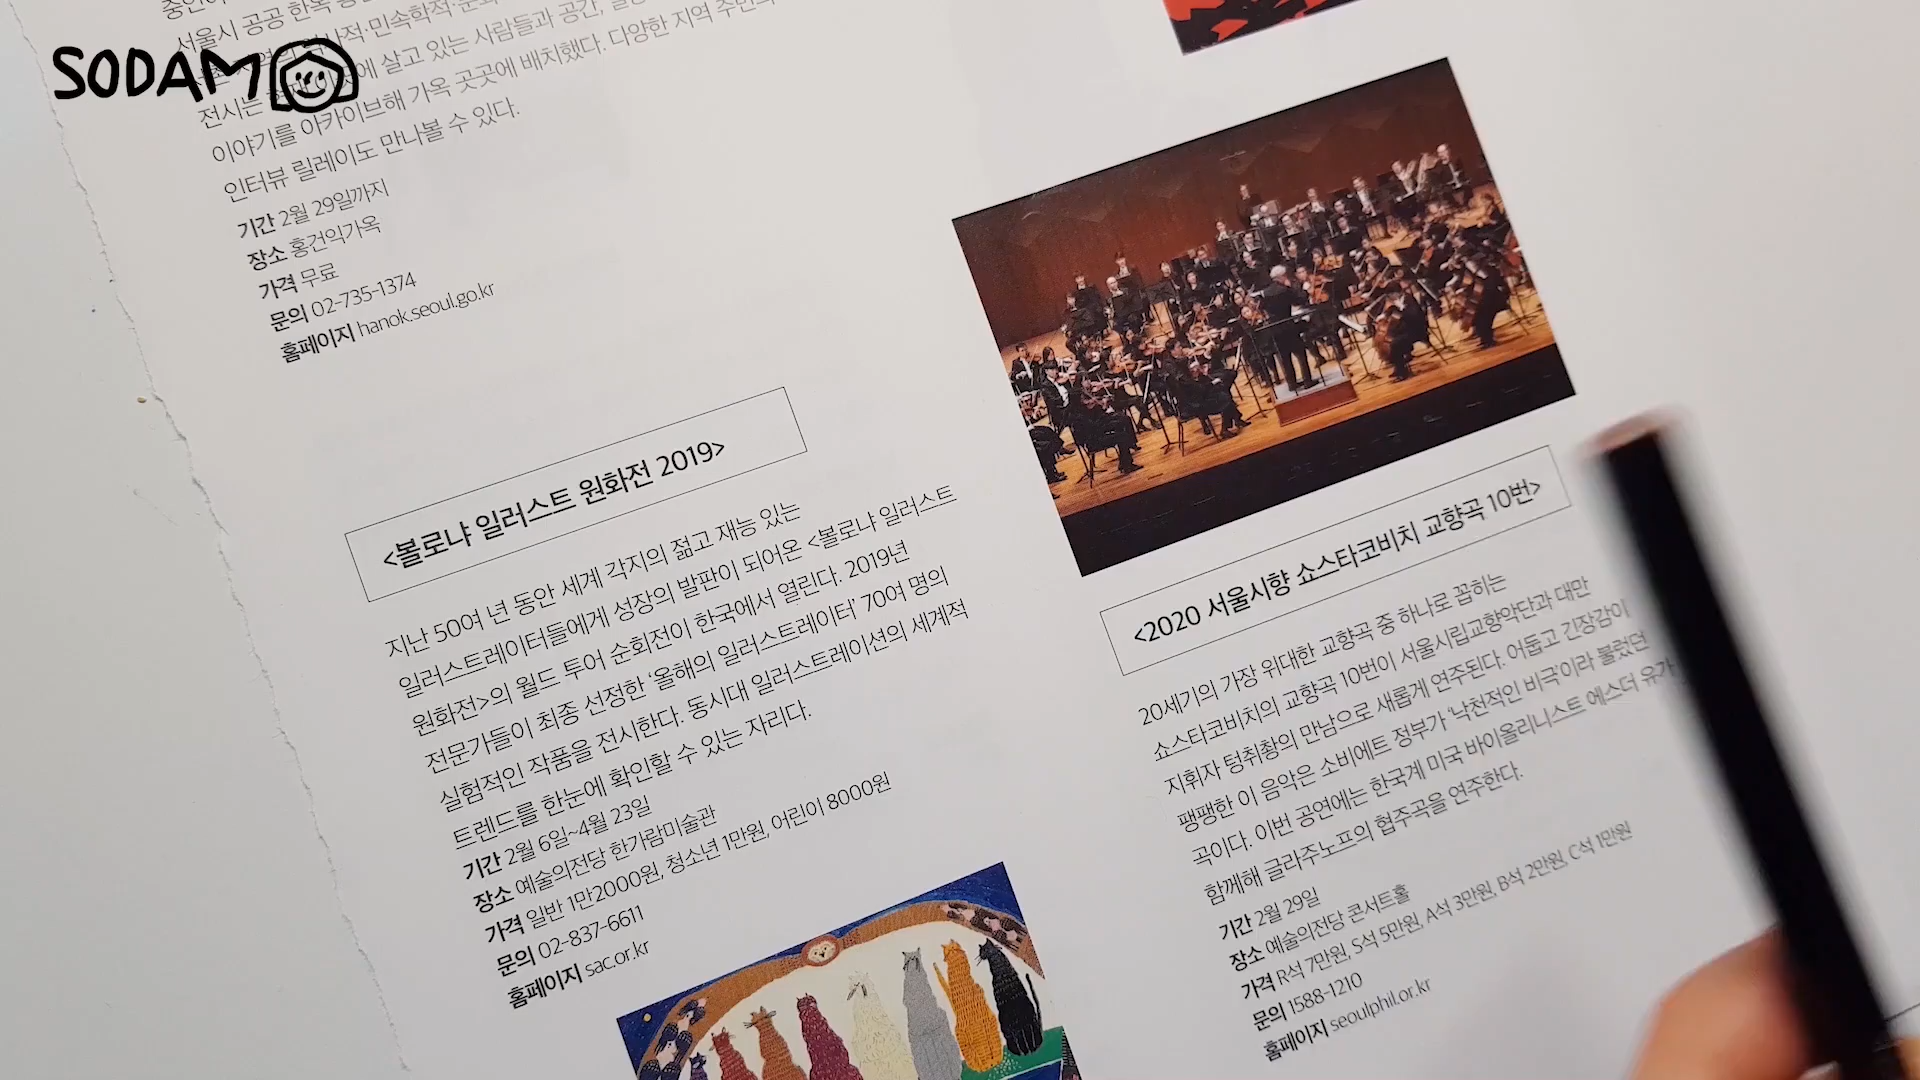 SODAM
서울시 공공 한옥
살고 있는 사람들과 공간,
전시는
곳곳에 배치했다. 다양한 지역 주민의
이야기를 아카이브해 가옥
인터뷰 릴레이도 만나볼 수 있다.
기간 2월 29일까지
장소 홍건익가옥
가격 무료
문의 02-735-1374
홈페이지 hanok.seoul.go.kr
<볼로냐 일러스트 원화전 2019>
지난 50여 년 동안 세계 각지의 젊고 재능 있는
일러스트레이터들에게 성장의 발판이 되어온 <볼로냐 일러스트
원화전>의 월드 투어 순회전이 한국에서 열린다. 2019년
전문가들이 최종 선정한 ‘올해의 일러스트레이터’ 70여 명의
실험적인 작품을 전시한다. 동시대 일러스트레이션의 세계적
트렌드를 한눈에 확인할 수 있는 자리다.
기간 2월 6일~4월 23일
장소 예술의전당 한가람미술관
가격 일반 1만2000원, 청소년 1만원, 어린이 8000원
문의 02-837-6611
홈페이지 sac.or.kr
<2020 서울시향 쇼스타코비치 교향곡 10번>
20세기의 가장 위대한 교향곡 중 하나로 꼽히는
쇼스타코비치의 교향곡 10번이 서울시립교향악단과 대만
지휘자 텅취촹의 만남으로 새롭게 연주된다. 어둡고 긴장감이
팽팽한 이 음악은 소비에트 정부가 ‘낙천적인 비극’이라 불렀던
곡이다. 이번 공연에는 한국계 미국 바이올리니스트 에스더 유가
함께해 글라주노프의 협주곡을 연주한다.
기간 2월 29일
장소 예술의전당 콘서트홀
가격 R석 7만원, S석 5만원, A석 3만원, B석 2만원, C석 1만원
문의 1588-1210
홈페이지 seoulphil.or.kr